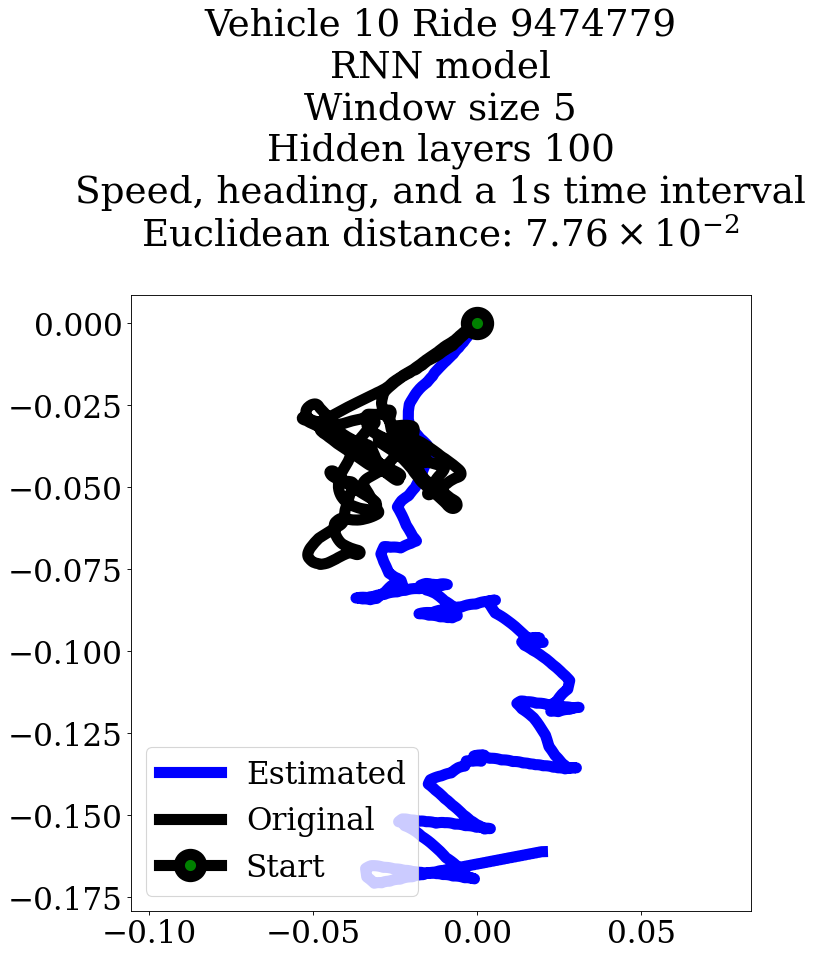 Vehicle 10 Ride 9474779
RNN model
Window size 5
Hidden layers 100
Speed, heading, and a 1s time interval
Euclidean distance: 7.76 × 10⁻²
0.000
−0.025
−0.050
−0.075
−0.100
−0.125
−0.150
−0.175
Estimated
Original
Start
−0.10
−0.05
0.00
0.05